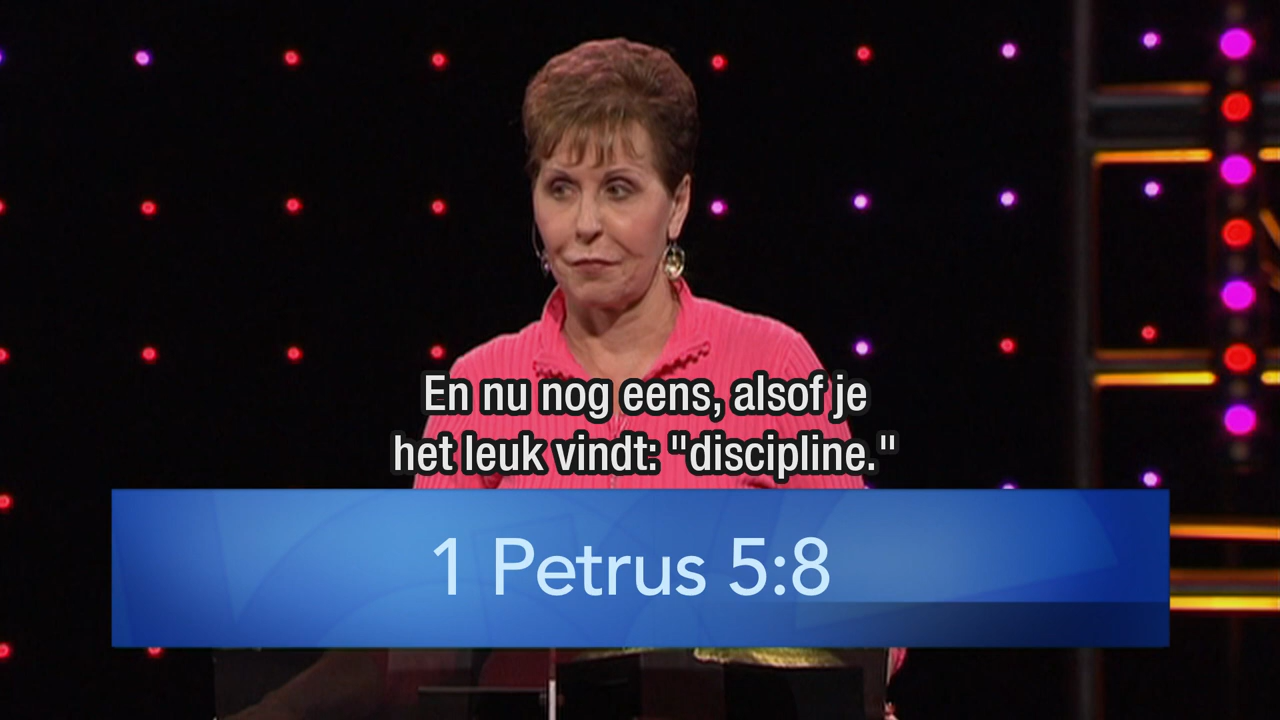 En nu nog eens, alsof je
het leuk vindt: "discipline."
1 Petrus 5:8